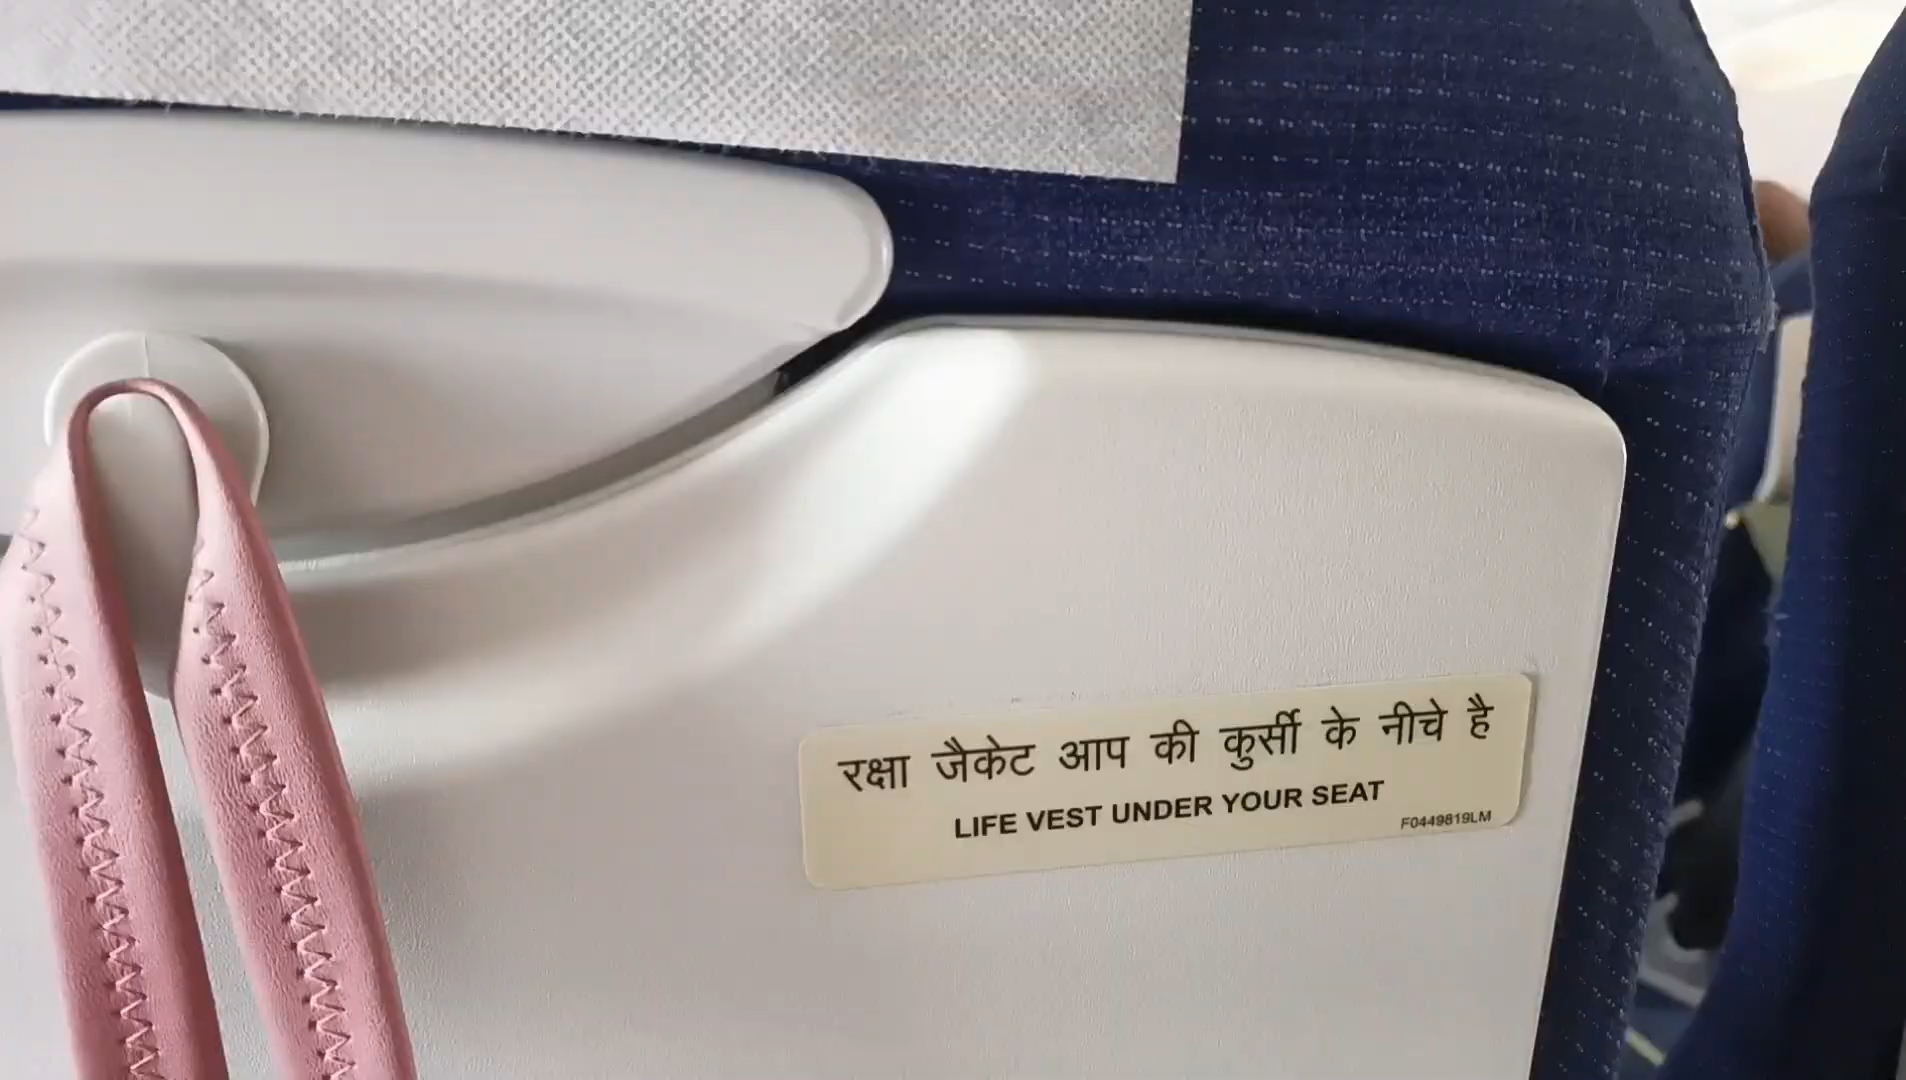 रक्षा जैकेट आप की कुर्सी के नीचे है
LIFE VEST UNDER YOUR SEAT
F0449819LM